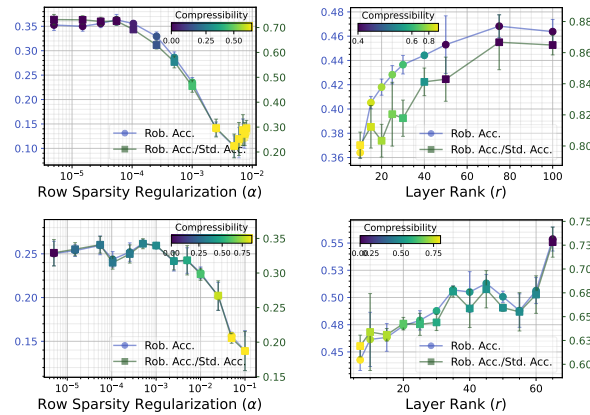 Compressibility
0.00 0.25 0.50
0.35
0.30
0.25
0.20
0.15
0.10
0.70
0.60
0.50
0.40
0.30
0.20
Rob. Acc.
Rob. Acc./Std. Acc.
10⁻⁵ 10⁻⁴ 10⁻³ 10⁻²
Row Sparsity Regularization (α)
Compressibility
0.4 0.6 0.8
0.48
0.46
0.44
0.42
0.40
0.38
0.36
0.88
0.86
0.84
0.82
0.80
Rob. Acc.
Rob. Acc./Std. Acc.
20 40 60 80 100
Layer Rank (r)
Compressibility
0.00 0.25 0.50 0.75
0.25
0.20
0.15
0.35
0.30
0.25
0.20
0.15
Rob. Acc.
Rob. Acc./Std. Acc.
10⁻⁵ 10⁻⁴ 10⁻³ 10⁻² 10⁻¹
Row Sparsity Regularization (α)
Compressibility
0.00 0.25 0.50 0.75
0.55
0.53
0.50
0.48
0.45
0.75
0.73
0.70
0.68
0.65
0.63
0.60
Rob. Acc.
Rob. Acc./Std. Acc.
20 30 40 50 60
Layer Rank (r)